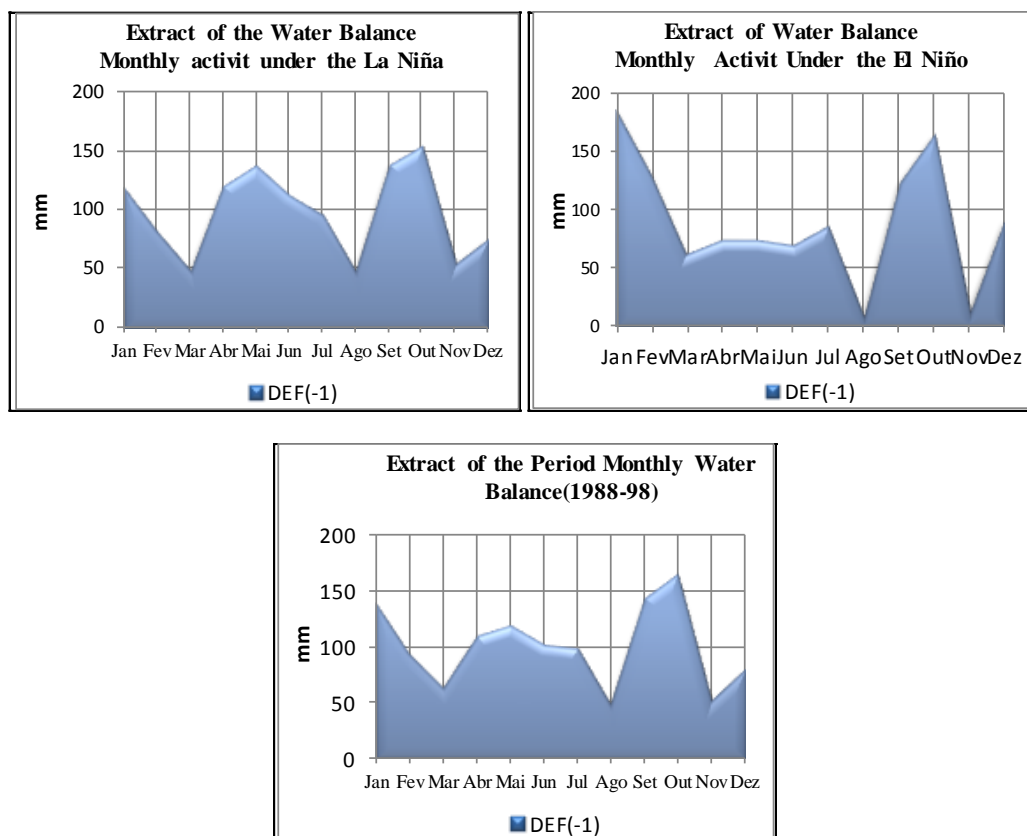 Extract of the Water Balance
Monthly activit under the La Niña
200
150
100
50
0
mm
Jan Fev Mar Abr Mai Jun Jul Ago Set Out Nov Dez
DEF(-1)
Extract of Water Balance
Monthly Activit Under the El Niño
200
150
100
50
0
mm
Jan Fev Mar Abr Mai Jun Jul Ago Set Out Nov Dez
DEF(-1)
Extract of the Period Monthly Water
Balance(1988-98)
200
150
100
50
0
mm
Jan Fev Mar Abr Mai Jun Jul Ago Set Out Nov Dez
DEF(-1)